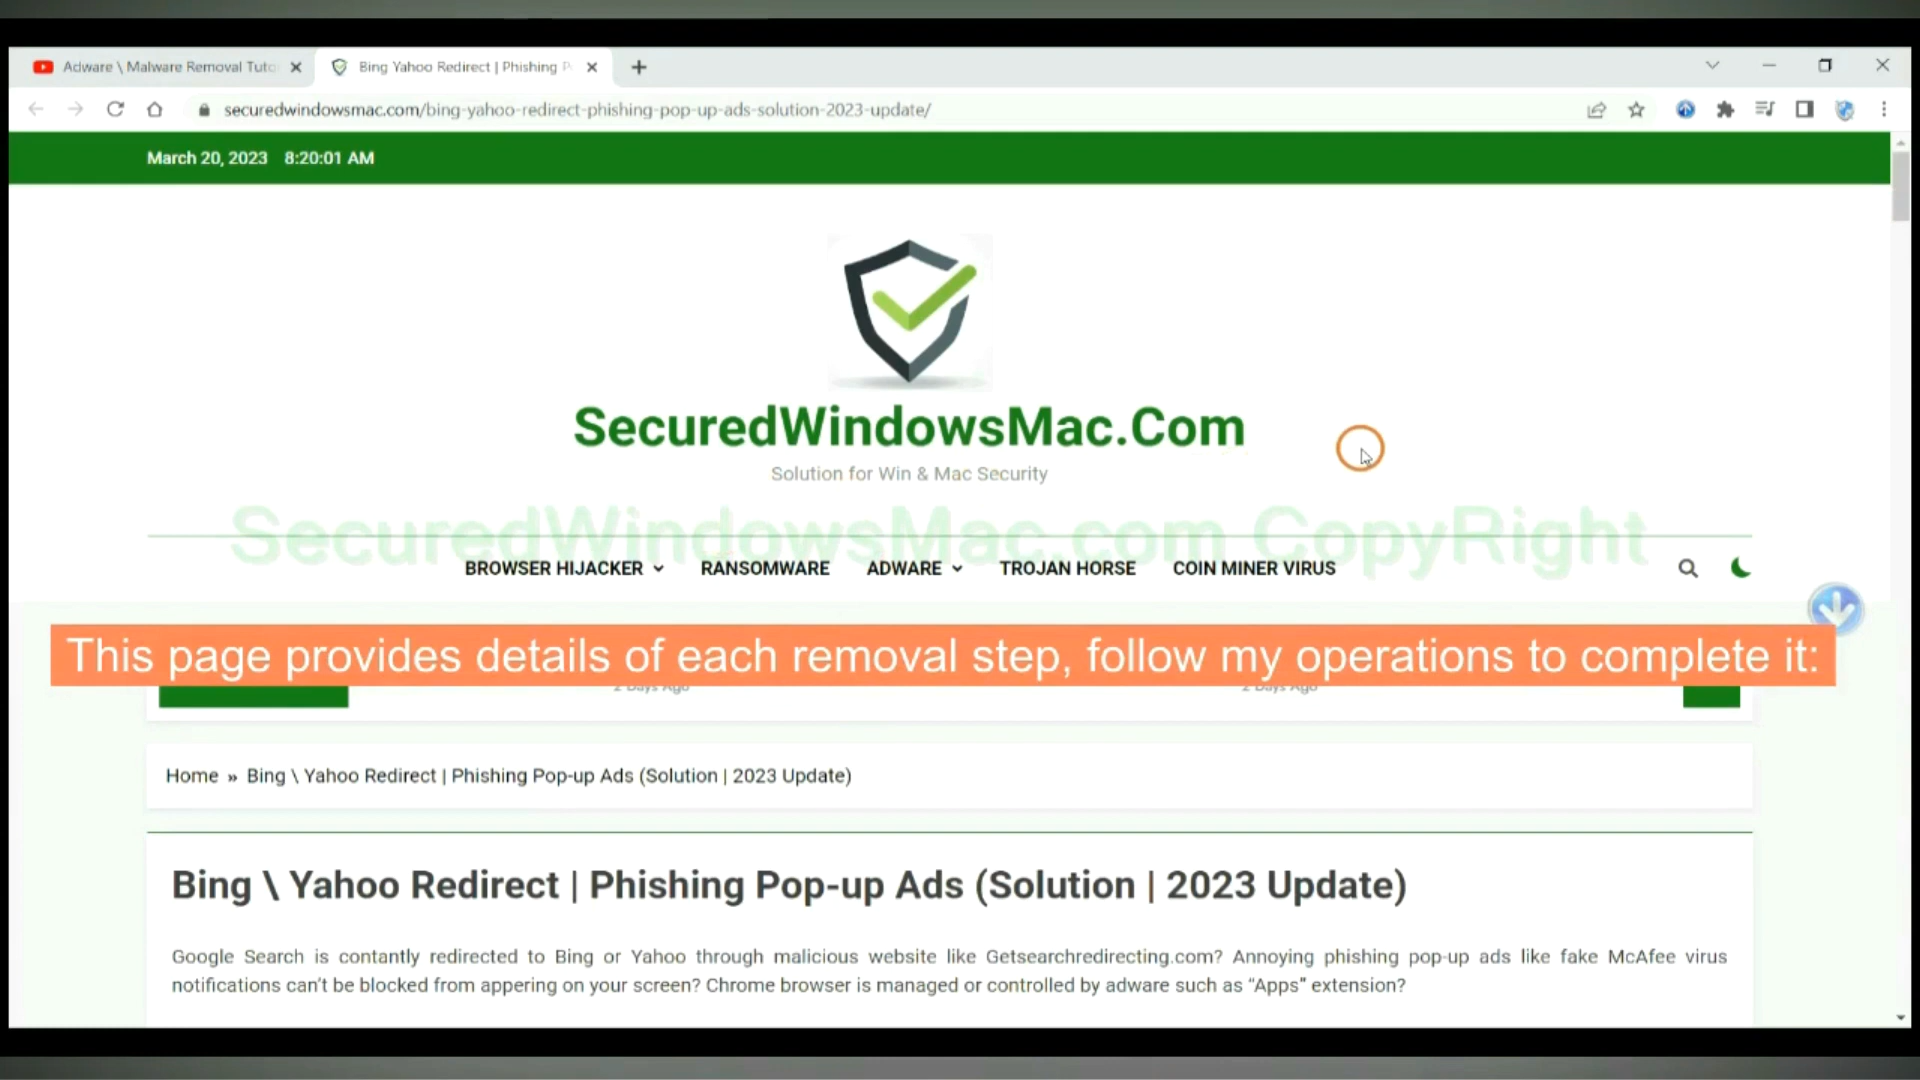 Adware \ Malware Removal Tuto
Bing Yahoo Redirect | Phishing P
securedwindowsmac.com/bing-yahoo-redirect-phishing-pop-up-ads-solution-2023-update/
March 20, 2023 8:20:01 AM
SecuredWindowsMac.Com
Solution for Win & Mac Security
SecuredWindowsMac.com CopyRight
BROWSER HIJACKER RANSOMWARE ADWARE TROJAN HORSE COIN MINER VIRUS
This page provides details of each removal step, follow my operations to complete it:
2 Days Ago 2 Days Ago
Home » Bing \ Yahoo Redirect | Phishing Pop-up Ads (Solution | 2023 Update)
Bing \ Yahoo Redirect | Phishing Pop-up Ads (Solution | 2023 Update)
Google Search is contantly redirected to Bing or Yahoo through malicious website like Getsearchredirecting.com? Annoying phishing pop-up ads like fake McAfee virus
notifications can't be blocked from appering on your screen? Chrome browser is managed or controlled by adware such as “Apps” extension?